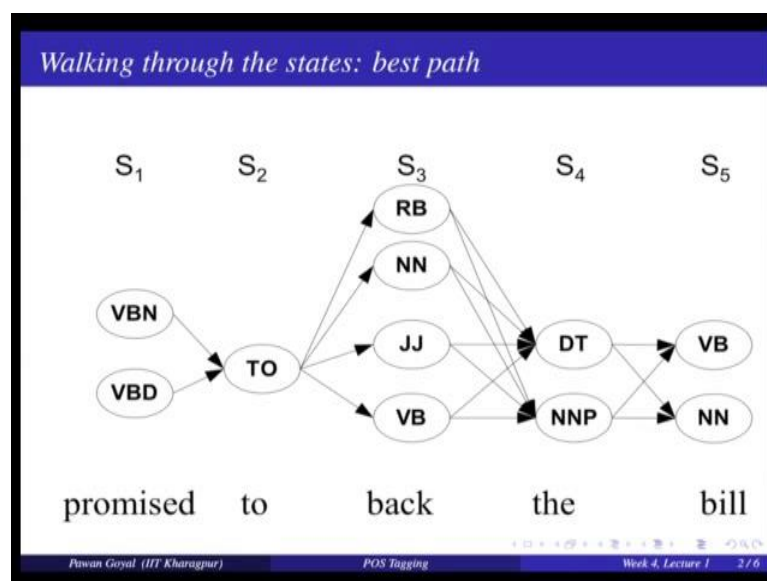 Walking through the states: best path
S1 S2 S3 S4 S5
RB
NN
VBN
JJ DT VB
TO
VBD
VB NNP NN
promised to back the bill
Pawan Goyal (IIT Kharagpur) POS Tagging Week 4, Lecture 1 2 / 6